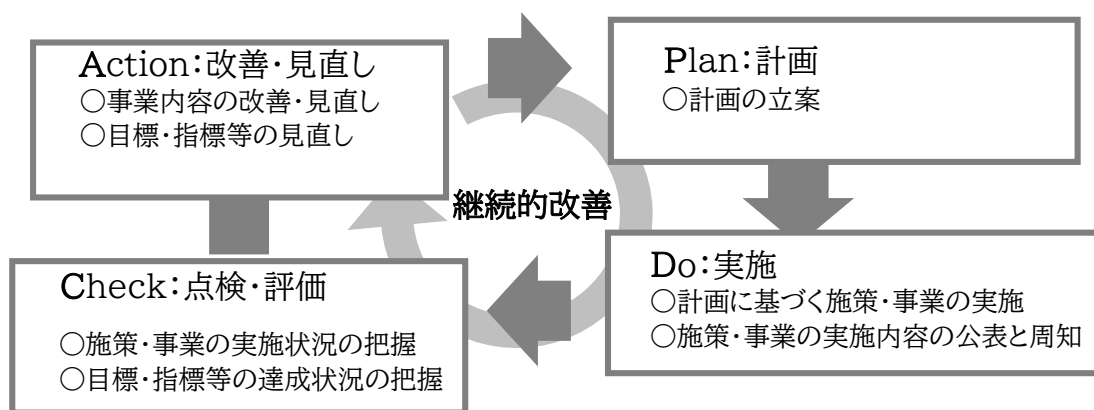 Action：改善・見直し
○事業内容の改善・見直し
○目標・指標等の見直し
Plan：計画
○計画の立案
継続的改善
Check：点検・評価
○施策・事業の実施状況の把握
○目標・指標等の達成状況の把握
Do：実施
○計画に基づく施策・事業の実施
○施策・事業の実施内容の公表と周知